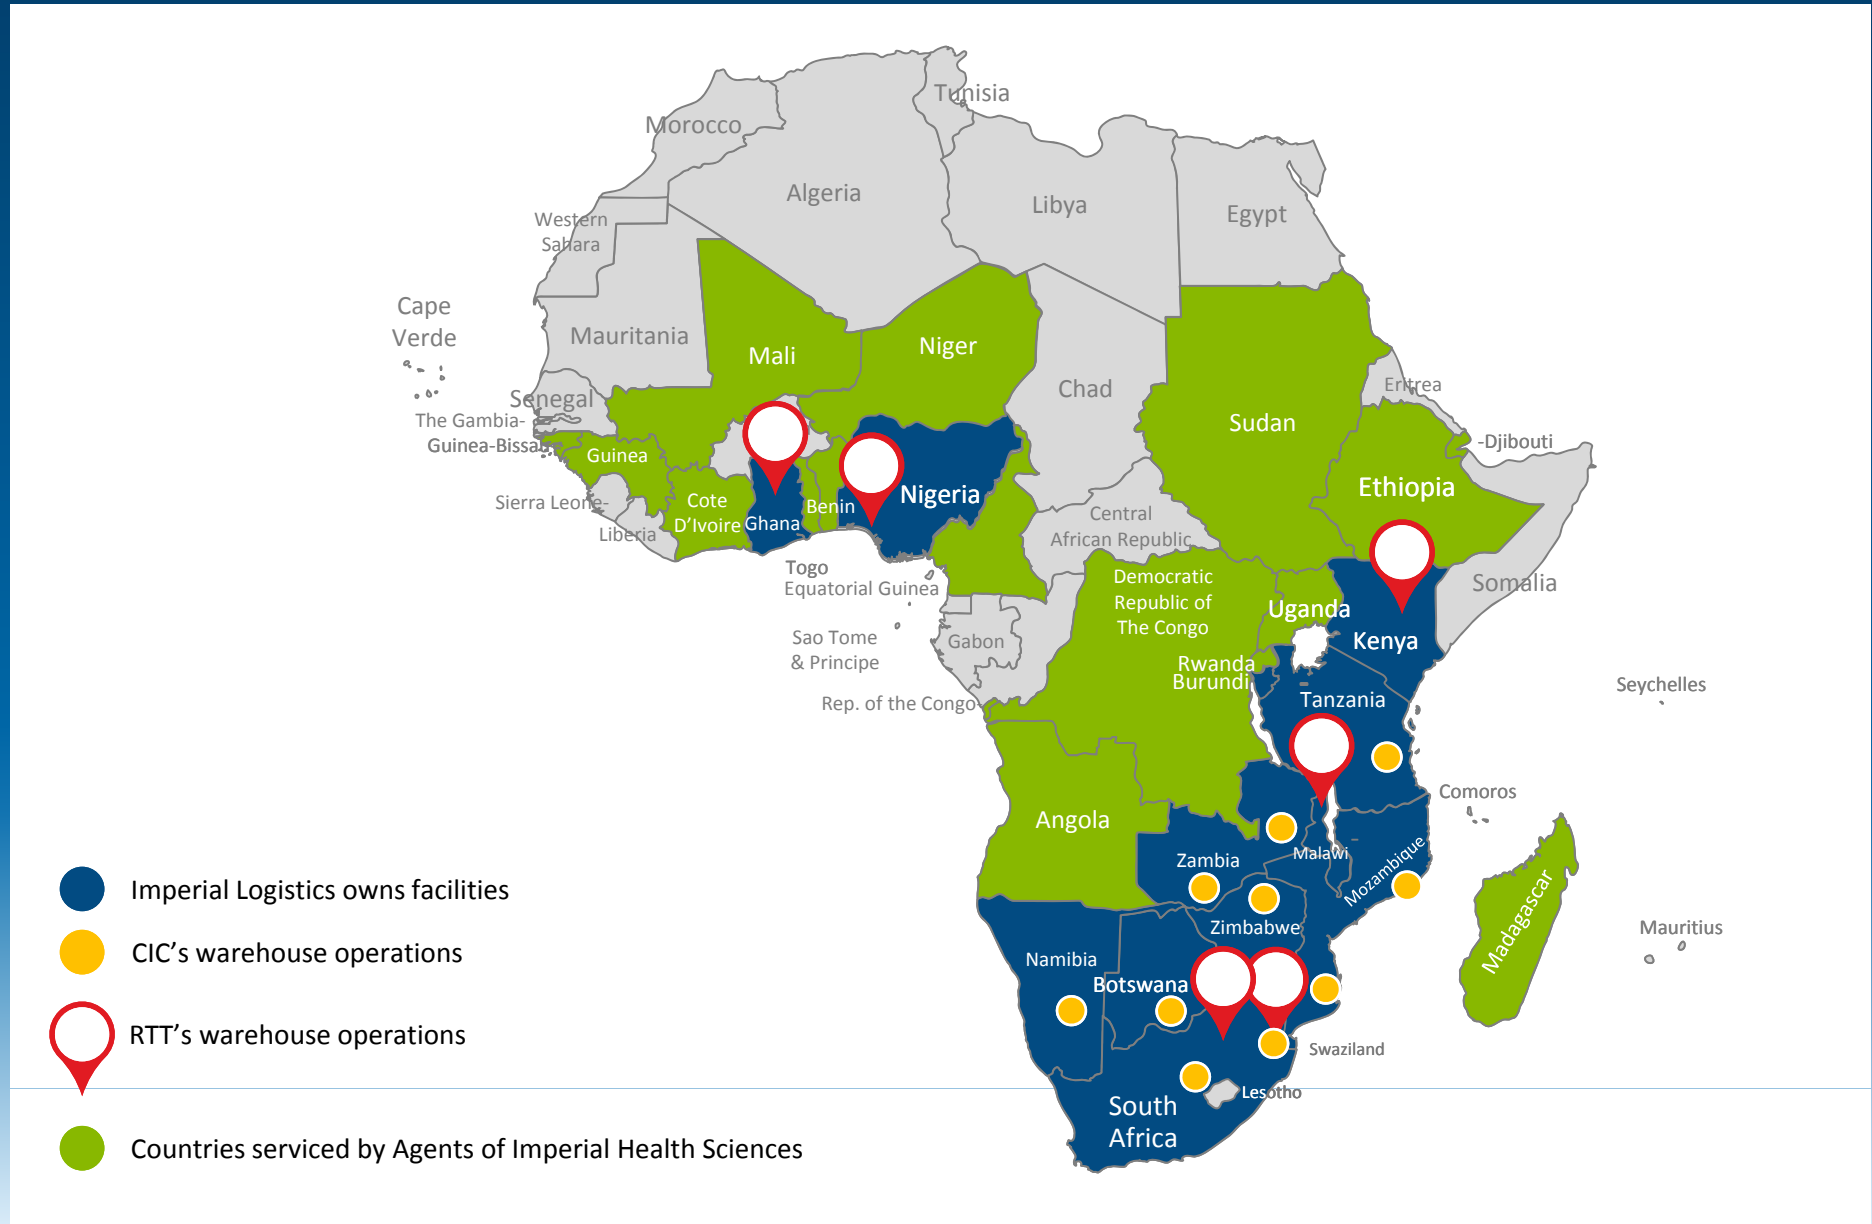 Tunisia
Morocco
Algeria
Libya
Egypt
Western
Sahara
Cape
Verde
Mauritania
Mali
Niger
Chad
Sudan
Eritrea
Senegal
The Gambia-
Guinea-Bissau
Guinea
-Djibouti
Ethiopia
Nigeria
Sierra Leone-
Cote
D'Ivoire
Ghana
Benin
Liberia
Central
African Republic
Togo
Equatorial Guinea
Democratic
Republic of
The Congo
Somalia
Uganda
Kenya
Sao Tome
& Principe
Gabon
Rwanda
Burundi
Rep. of the Congo-
Tanzania
Seychelles
Comoros
Angola
Zambia
Malawi
Mozambique
Madagascar
Zimbabwe
Mauritius
Namibia
Botswana
Swaziland
Lesotho
South
Africa
Imperial Logistics owns facilities
CIC's warehouse operations
RTT's warehouse operations
Countries serviced by Agents of Imperial Health Sciences